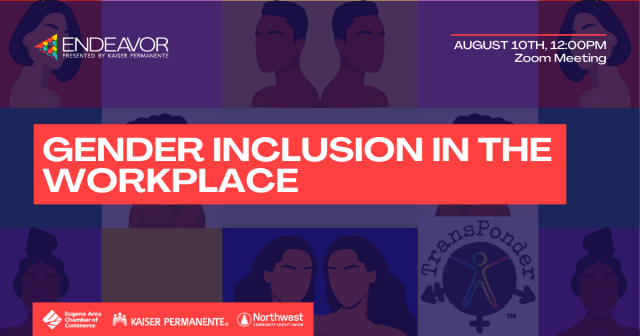 ENDEAVOR
PRESENTED BY KAISER PERMANENTE
AUGUST 10TH, 12:00PM
Zoom Meeting
GENDER INCLUSION IN THE
WORKPLACE
TransPonder
TM
Eugene Area
Chamber of
Commerce
KAISER PERMANENTE®
Northwest
COMMUNITY CREDIT UNION